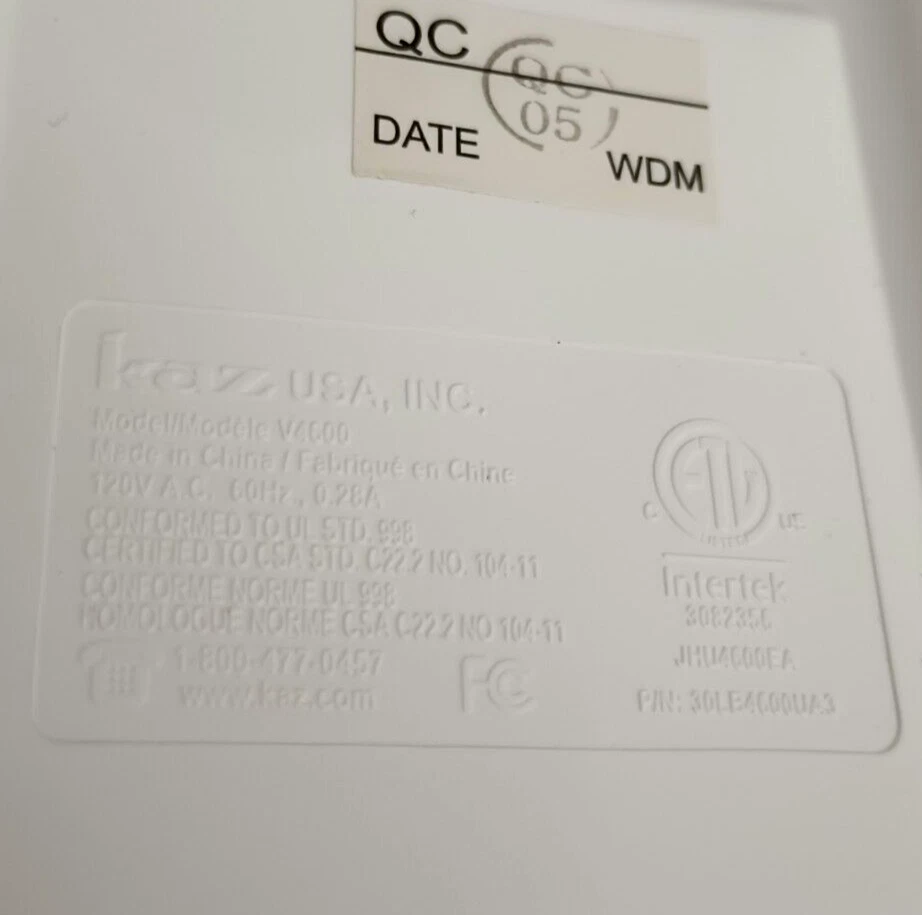 QC
QC
05
DATE
WDM
kaz USA, INC.
Model/Modèle V4600
Made in China / Fabriqué en Chine
120V A.C. 60Hz., 0.28A
CONFORMED TO UL STD. 998
CERTIFIED TO CSA STD. C22.2 NO. 104-11
CONFORME NORME UL 998
HOMOLOGUE NORME CSA C22.2 NO 104-11
1-800-477-0457
www.kaz.com
FC
C
ETL
US
Intertek
3082356
P/N: 30LB4600UA3